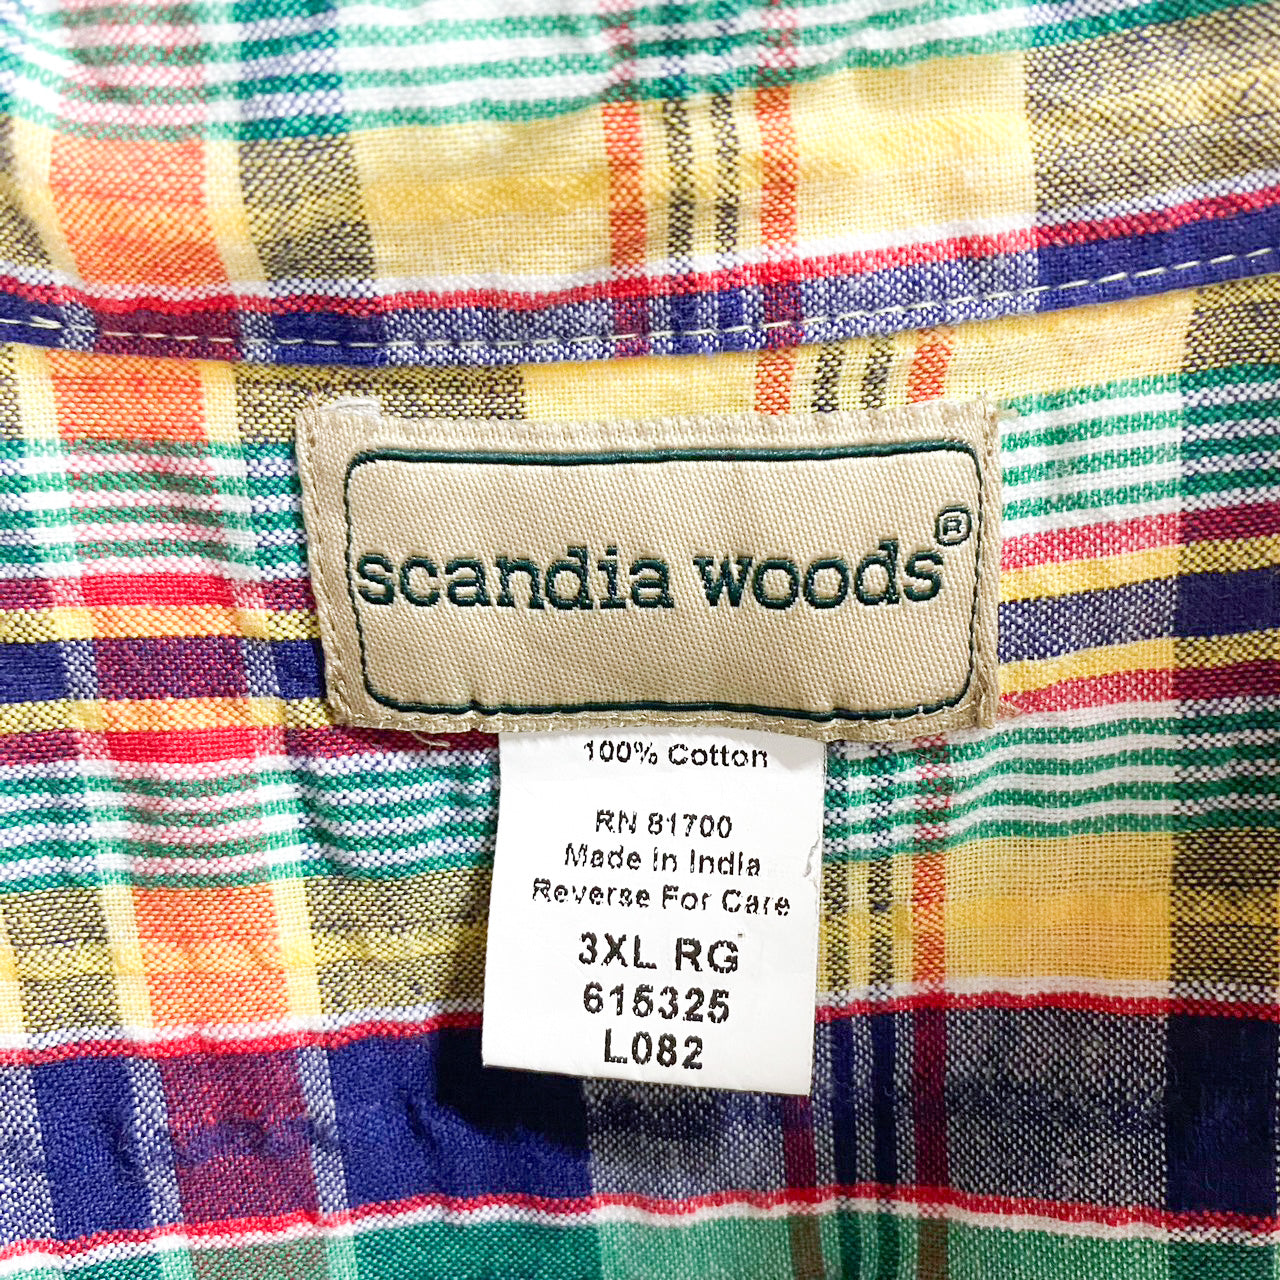 scandia woods®
100% Cotton
RN 81700
Made In India
Reverse For Care
3XL RG
615325
L082